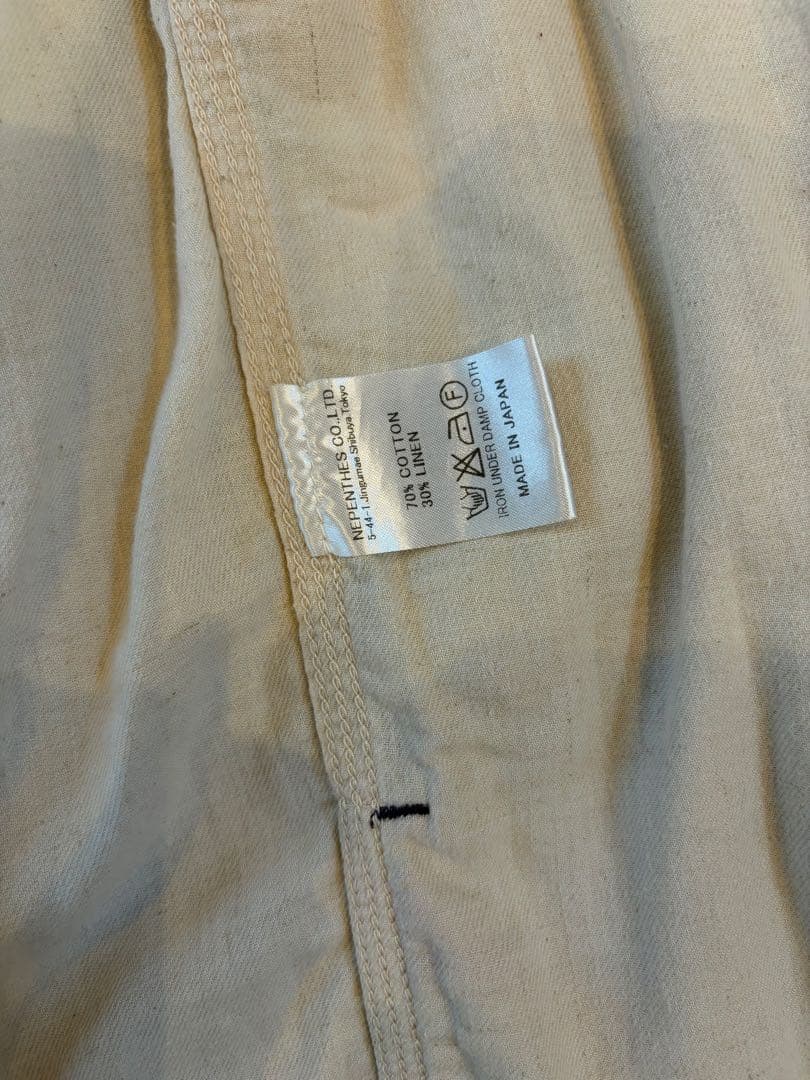 NEPENTHES CO.,LTD.
5-44-1 Jingumae Shibuya Tokyo
70% COTTON
30% LINEN
F
IRON UNDER DAMP CLOTH
MADE IN JAPAN